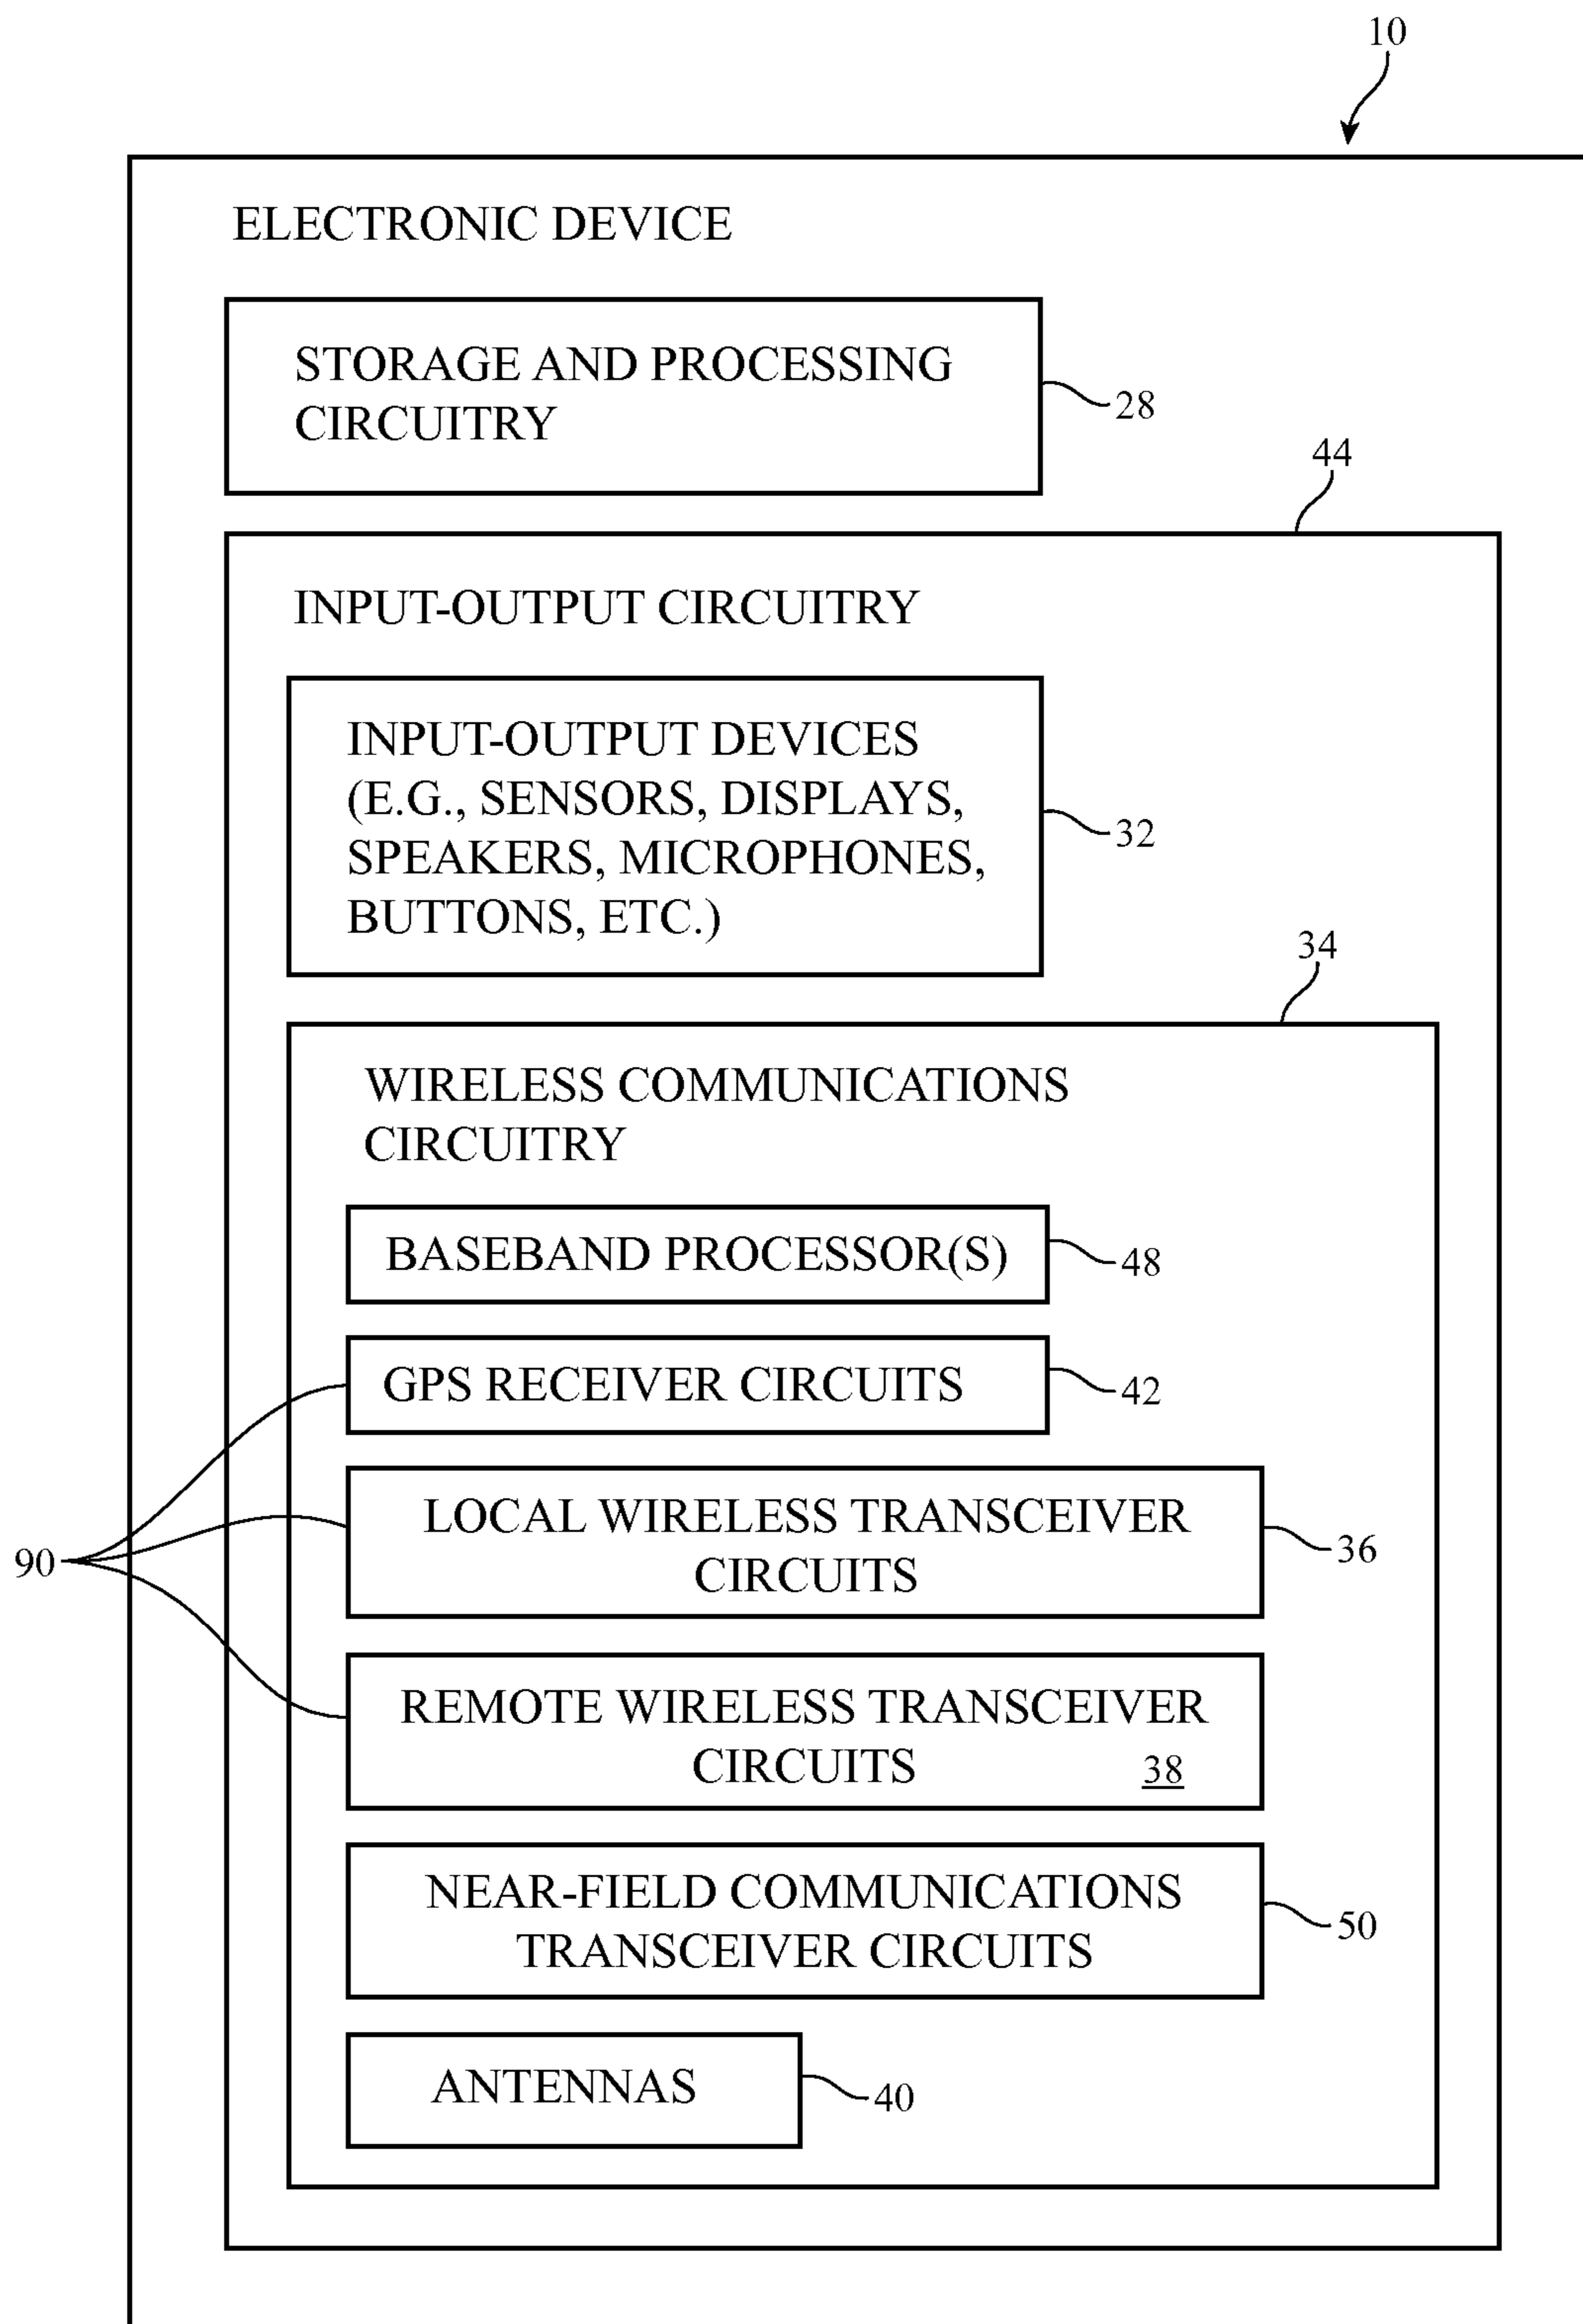 10
ELECTRONIC DEVICE
STORAGE AND PROCESSING
CIRCUITRY
28
44
INPUT-OUTPUT CIRCUITRY
INPUT-OUTPUT DEVICES
(E.G., SENSORS, DISPLAYS,
SPEAKERS, MICROPHONES,
BUTTONS, ETC.)
32
34
WIRELESS COMMUNICATIONS
CIRCUITRY
BASEBAND PROCESSOR(S)
48
GPS RECEIVER CIRCUITS
42
LOCAL WIRELESS TRANSCEIVER
CIRCUITS
36
90
REMOTE WIRELESS TRANSCEIVER
CIRCUITS 38
NEAR-FIELD COMMUNICATIONS
TRANSCEIVER CIRCUITS
50
ANTENNAS
40